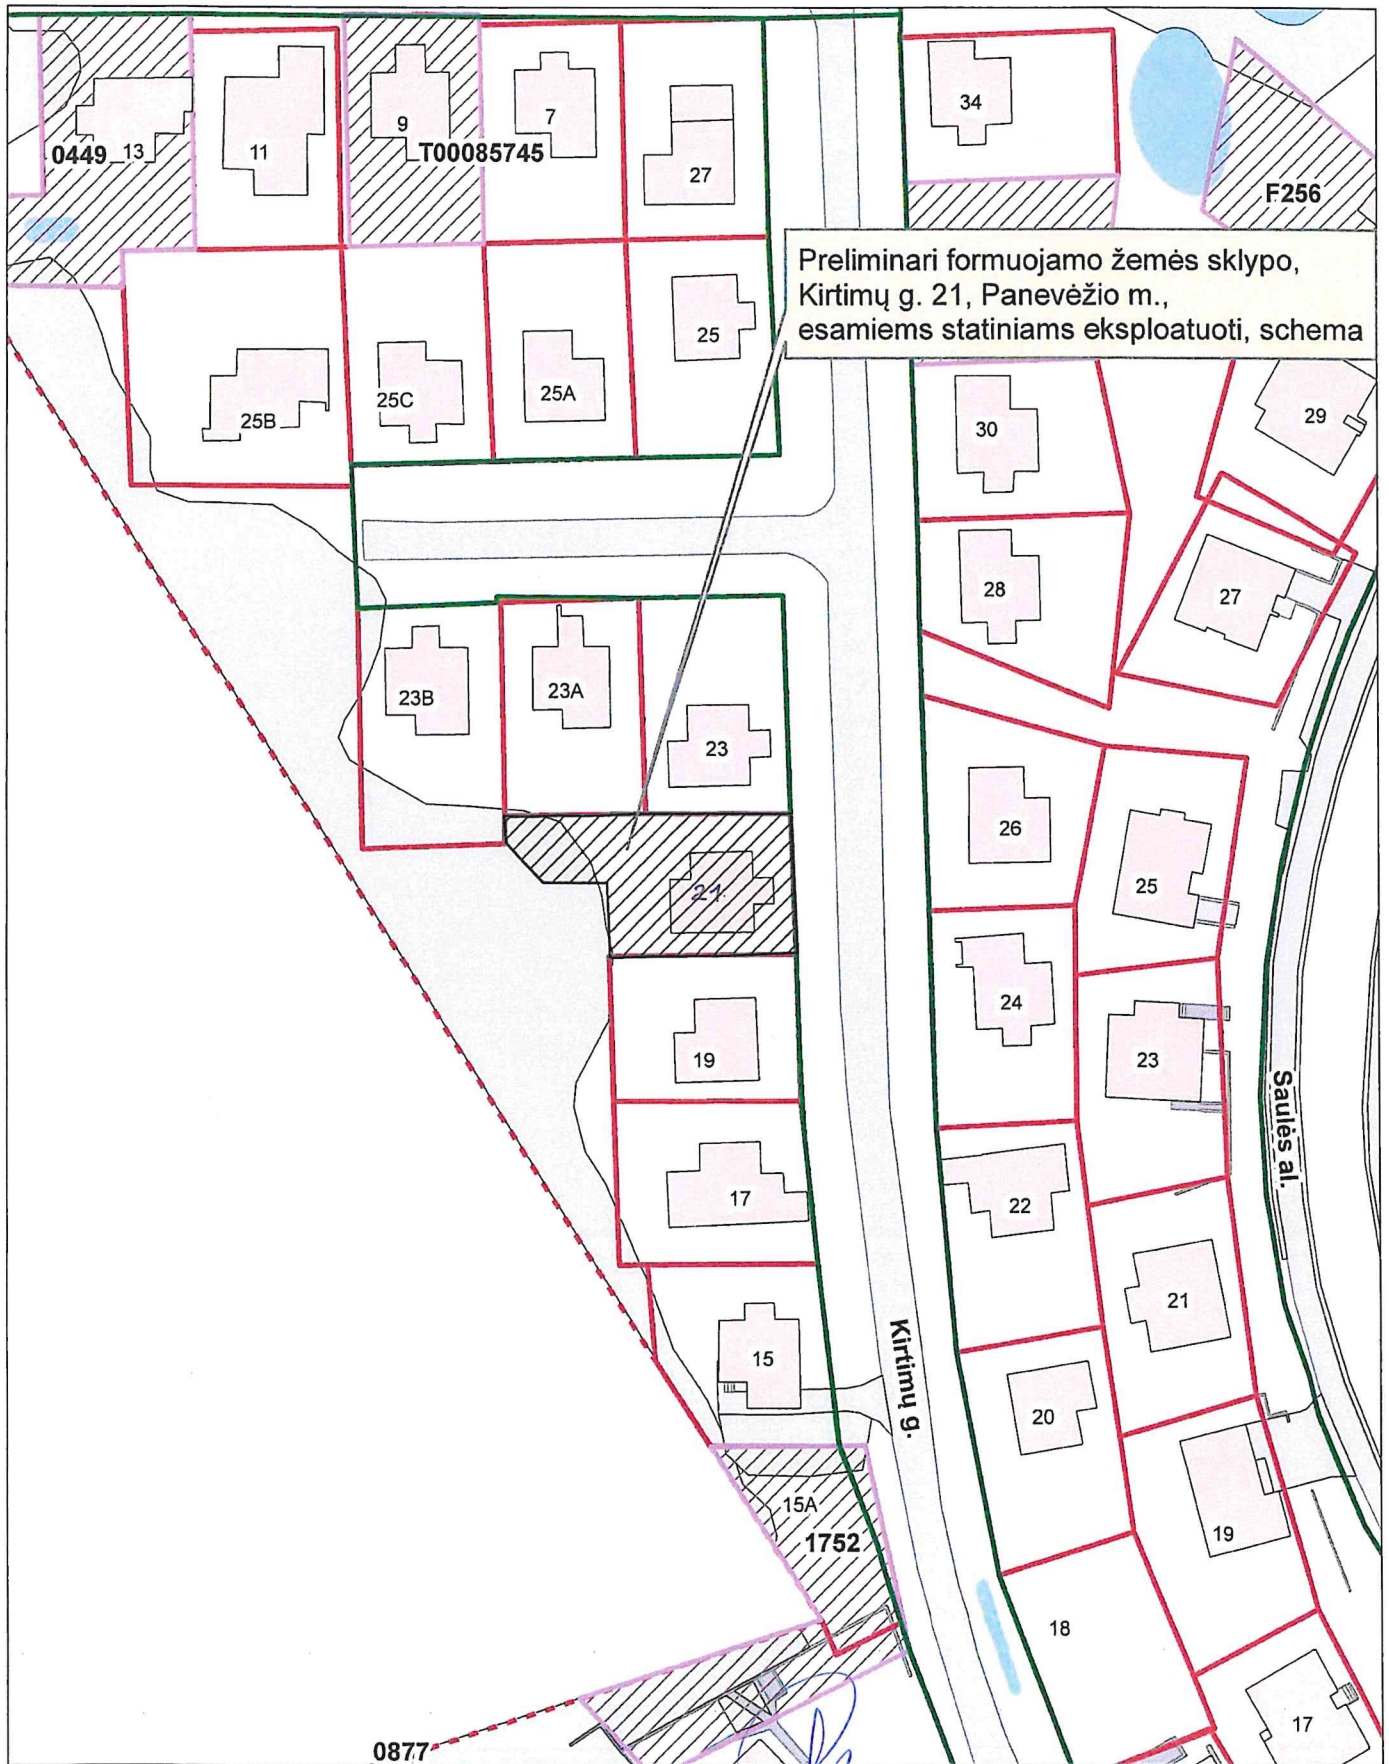 34
9
7
11
0449
13
T00085745
27
F256
Preliminari formuojamo žemės sklypo,
Kirtimų g. 21, Panevėžio m.,
esamiems statiniams eksploatuoti, schema
25
25C
25A
25B
29
30
28
27
23B
23A
23
26
25
21
24
19
23
Saulės al.
17
22
21
15
Kirtimų g.
20
15A
1752
19
18
17
0877